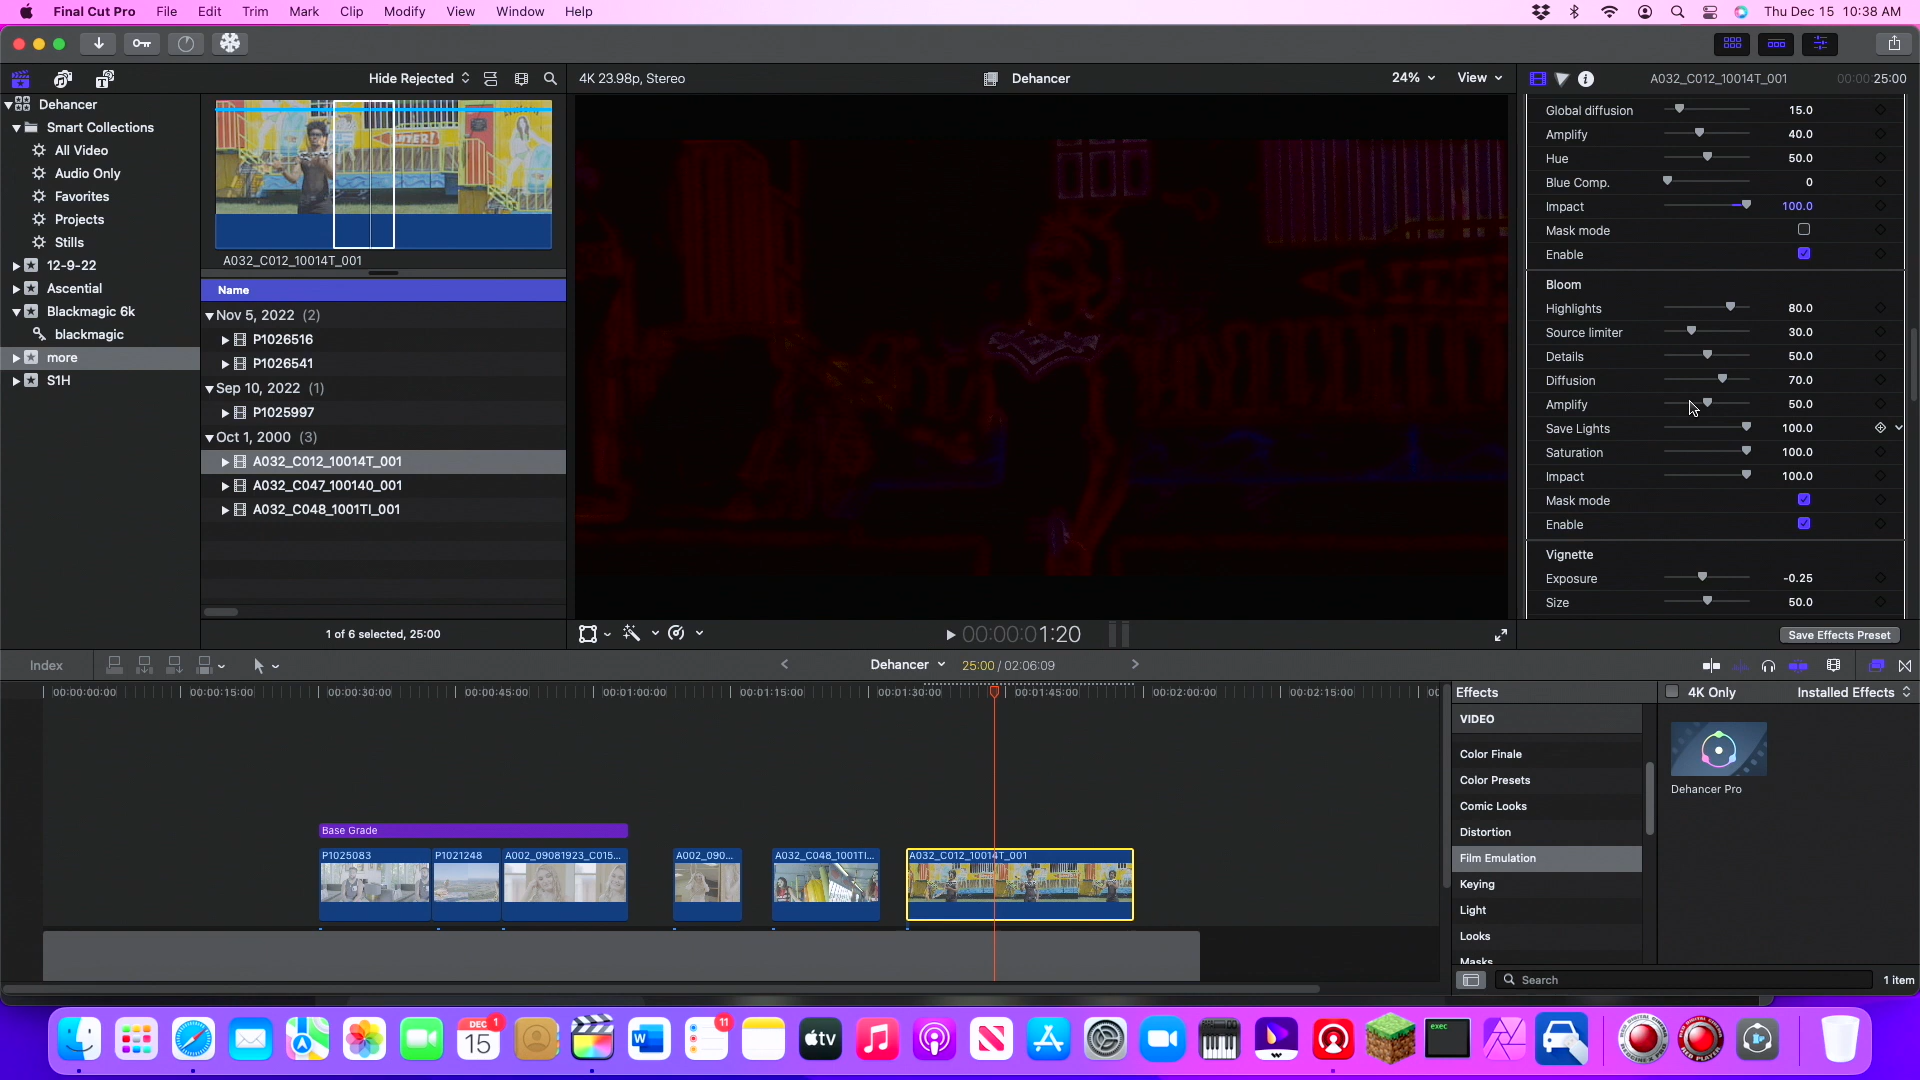 Final Cut Pro File Edit Trim Mark Clip Modify View Window Help Thu Dec 15 10:38 AM
Hide Rejected 4K 23.98p, Stereo Dehancer 24% View A032_C012_10014T_001 00:00:25:00
Dehancer
Smart Collections
All Video
Audio Only
Favorites
Projects
Stills
12-9-22
Ascential
Blackmagic 6k
blackmagic
more
S1H
A032_C012_10014T_001
Name
Nov 5, 2022 (2)
P1026516
P1026541
Sep 10, 2022 (1)
P1025997
Oct 1, 2000 (3)
A032_C012_10014T_001
A032_C047_100140_001
A032_C048_1001TI_001
1 of 6 selected, 25:00
00:00:01:20
Global diffusion 15.0
Amplify 40.0
Hue 50.0
Blue Comp. 0
Impact 100.0
Mask mode
Enable
Bloom
Highlights 80.0
Source limiter 30.0
Details 50.0
Diffusion 70.0
Amplify 50.0
Save Lights 100.0
Saturation 100.0
Impact 100.0
Mask mode
Enable
Vignette
Exposure -0.25
Size 50.0
Save Effects Preset
Index Dehancer 25:00 / 02:06:09
00:00:00:00 00:00:15:00 00:00:30:00 00:00:45:00 00:01:00:00 00:01:15:00 00:01:30:00 00:01:45:00 00:02:00:00 00:02:15:00 00
Base Grade
P1025083 P1021248 A002_09081923_C015... A002_090... A032_C048_1001TI... A032_C012_10014T_001
Effects 4K Only Installed Effects
VIDEO
Color Finale
Color Presets
Comic Looks
Distortion
Film Emulation
Keying
Light
Looks
Masks
Dehancer Pro
Search 1 item
DEC 1
15
11
tv
exec